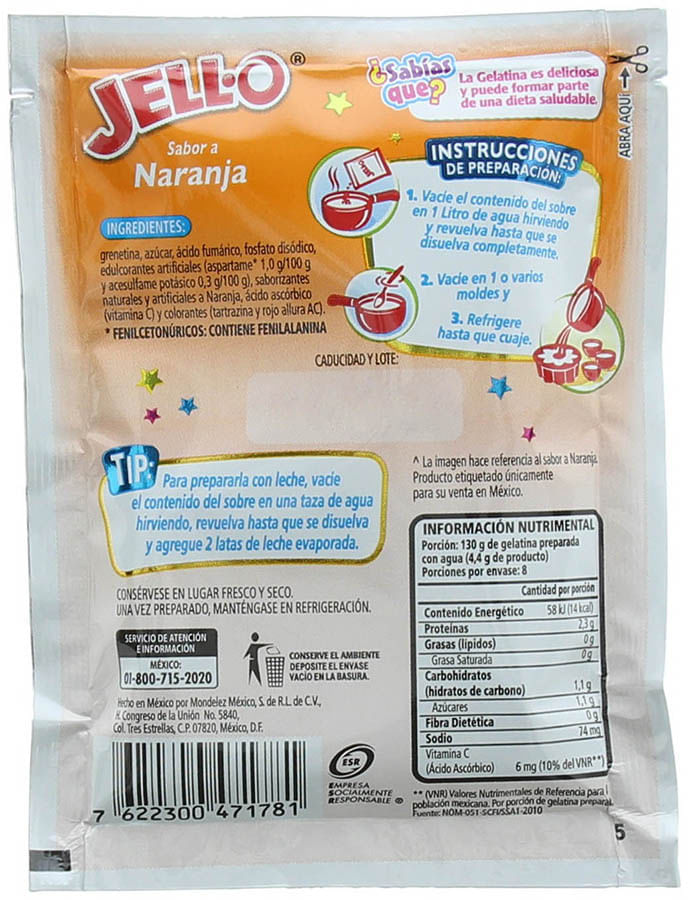 JELL-O®
Sabor a
Naranja
¿Sabías
que?
La Gelatina es deliciosa
y puede formar parte
de una dieta saludable.
ABRA AQUÍ →
INSTRUCCIONES
DE PREPARACIÓN:
1. Vacíe el contenido del sobre
en 1 Litro de agua hirviendo
y revuelva hasta que se
disuelva completamente.
2. Vacíe en 1 o varios
moldes y
3. Refrigere
hasta que cuaje.
INGREDIENTES:
grenetina, azúcar, ácido fumárico, fosfato disódico,
edulcorantes artificiales (aspartame* 1,0 g/100 g
y acesulfame potásico 0,3 g/100g), saborizantes
naturales y artificiales a Naranja, ácido ascórbico
(vitamina C) y colorantes (tartrazina y rojo allura AC).
* FENILCETONÚRICOS: CONTIENE FENILALANINA
CADUCIDAD Y LOTE:
TIP:
Para prepararla con leche, vacíe
el contenido del sobre en una taza de agua
hirviendo, revuelva hasta que se disuelva
y agregue 2 latas de leche evaporada.
^ La imagen hace referencia al sabor a Naranja.
Producto etiquetado únicamente
para su venta en México.
CONSÉRVESE EN LUGAR FRESCO Y SECO.
UNA VEZ PREPARADO, MANTÉNGASE EN REFRIGERACIÓN.
SERVICIO DE ATENCIÓN
E INFORMACIÓN
MÉXICO:
01-800-715-2020
CONSERVE EL AMBIENTE
DEPOSITE EL ENVASE
VACÍO EN LA BASURA.
Hecho en México por Mondelez México, S. de R.L. de C.V.,
H. Congreso de la Unión No. 5840,
Col. Tres Estrellas, C.P. 07820, México, D.F.
7 622300 471781
ESR
EMPRESA
SOCIALMENTE
RESPONSABLE ®
INFORMACIÓN NUTRIMENTAL
Porción: 130 g de gelatina preparada
con agua (4,4 g de producto)
Porciones por envase: 8
Cantidad por porción
Contenido Energético 58 kJ (14 kcal)
Proteínas 2,3 g
Grasas (lípidos) 0 g
Grasa Saturada 0 g
Carbohidratos
(hidratos de carbono) 1,1 g
Azúcares 1,1 g
Fibra Dietética 0 g
Sodio 74 mg
Vitamina C
(Ácido Ascórbico) 6 mg (10% del VNR**)
** (VNR) Valores Nutrimentales de Referencia para l
población mexicana. Por porción de gelatina preparad
Fuente: NOM-051-SCFI/SSA1-2010
5